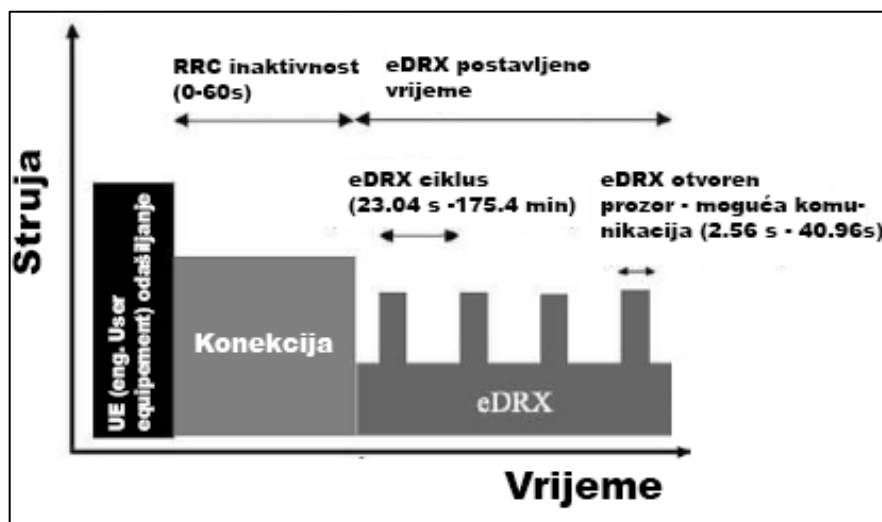 RRC inaktivnost
(0-60s)
eDRX postavljeno
vrijeme
eDRX ciklus
(23.04 s -175.4 min)
eDRX otvoren
prozor - moguća komu-
nikacija (2.56 s - 40.96s)
Struja
UE (eng. User
equipement) odašiljanje
Konekcija
eDRX
Vrijeme